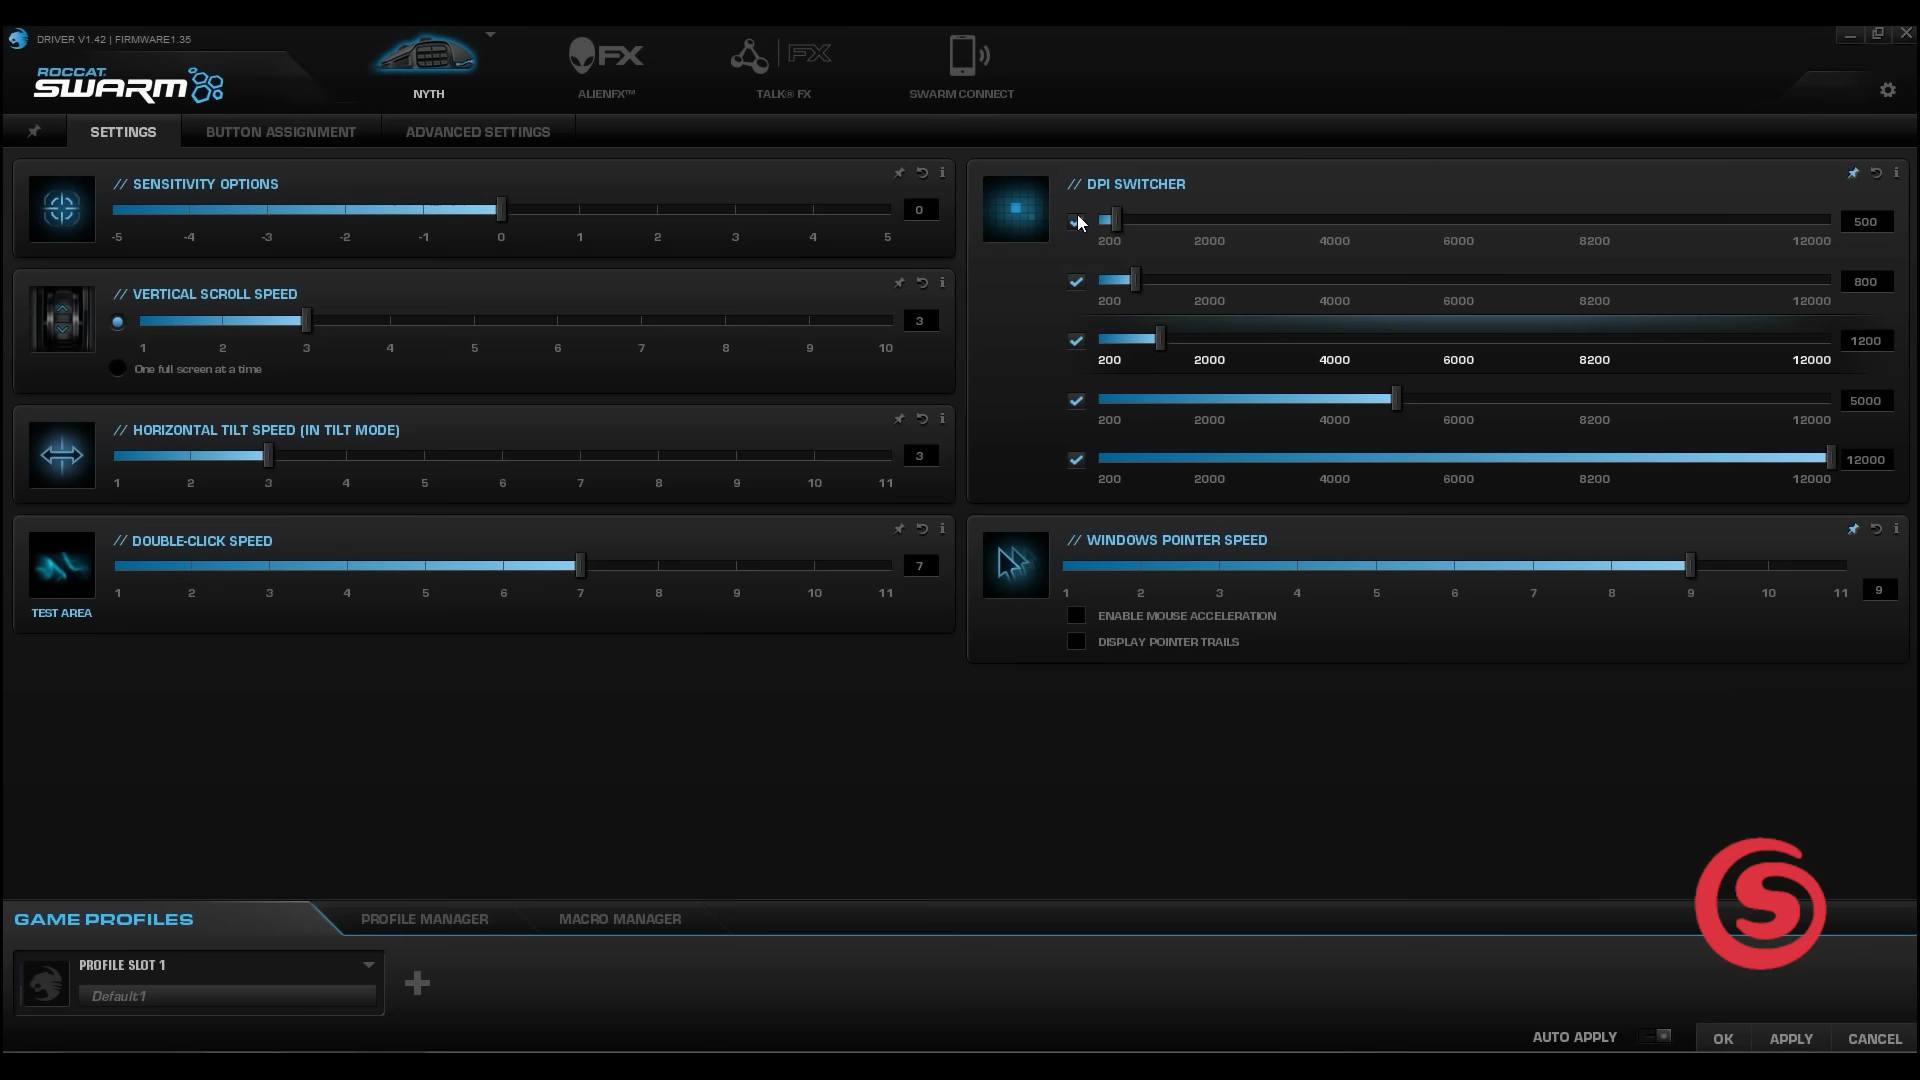 DRIVER V1.42 | FIRMWARE1.35
ROCCAT
SWARM
NYTH
FX
ALIENFX™
FX
TALK® FX
SWARM CONNECT
SETTINGS
BUTTON ASSIGNMENT
ADVANCED SETTINGS
// SENSITIVITY OPTIONS
0
-5 -4 -3 -2 -1 0 1 2 3 4 5
// VERTICAL SCROLL SPEED
3
1 2 3 4 5 6 7 8 9 10
One full screen at a time
// HORIZONTAL TILT SPEED (IN TILT MODE)
3
1 2 3 4 5 6 7 8 9 10 11
// DOUBLE-CLICK SPEED
7
1 2 3 4 5 6 7 8 9 10 11
TEST AREA
// DPI SWITCHER
500
200 2000 4000 6000 8200 12000
800
200 2000 4000 6000 8200 12000
1200
200 2000 4000 6000 8200 12000
5000
200 2000 4000 6000 8200 12000
12000
200 2000 4000 6000 8200 12000
// WINDOWS POINTER SPEED
1 2 3 4 5 6 7 8 9 10 11
9
ENABLE MOUSE ACCELERATION
DISPLAY POINTER TRAILS
GAME PROFILES
PROFILE MANAGER
MACRO MANAGER
PROFILE SLOT 1
Default1
S
AUTO APPLY
OK
APPLY
CANCEL